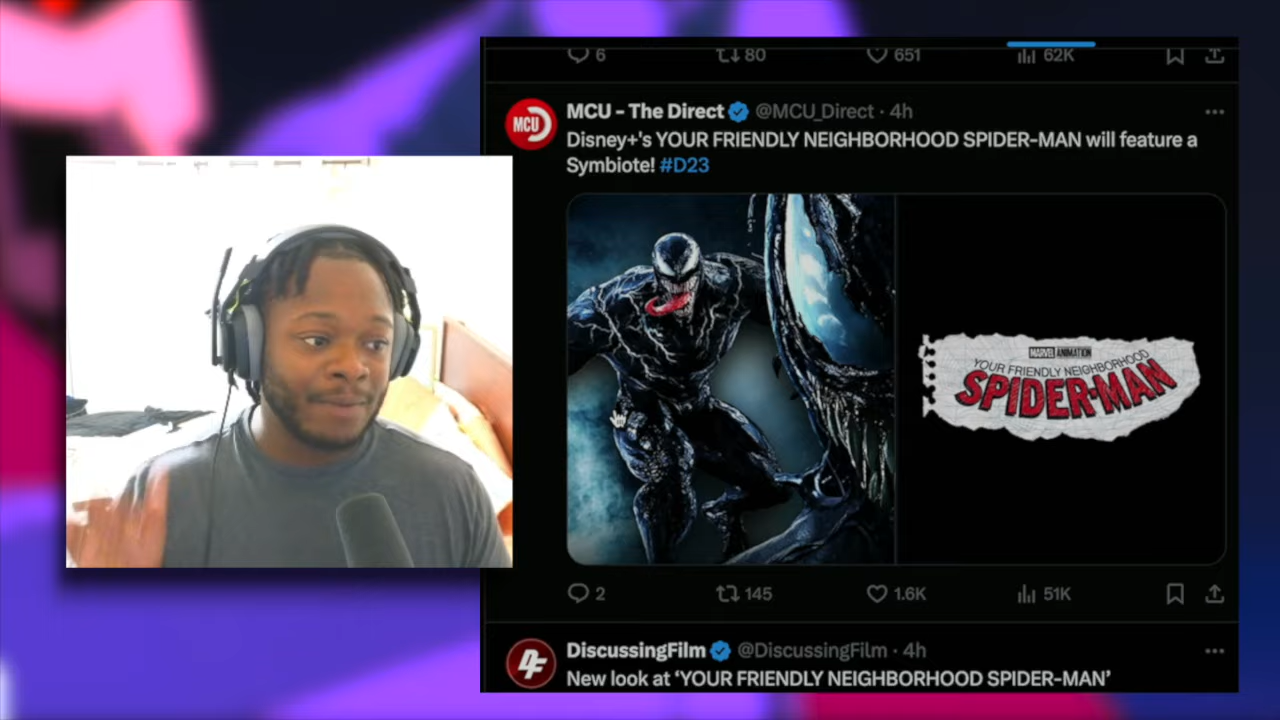 6 80 651 62K
MCU - The Direct @MCU_Direct · 4h
Disney+'s YOUR FRIENDLY NEIGHBORHOOD SPIDER-MAN will feature a
Symbiote! #D23
MCU
MARVEL ANIMATION
YOUR FRIENDLY NEIGHBORHOOD
SPIDER-MAN
2 145 1.6K 51K
DiscussingFilm @DiscussingFilm · 4h
New look at ‘YOUR FRIENDLY NEIGHBORHOOD SPIDER-MAN’
DF